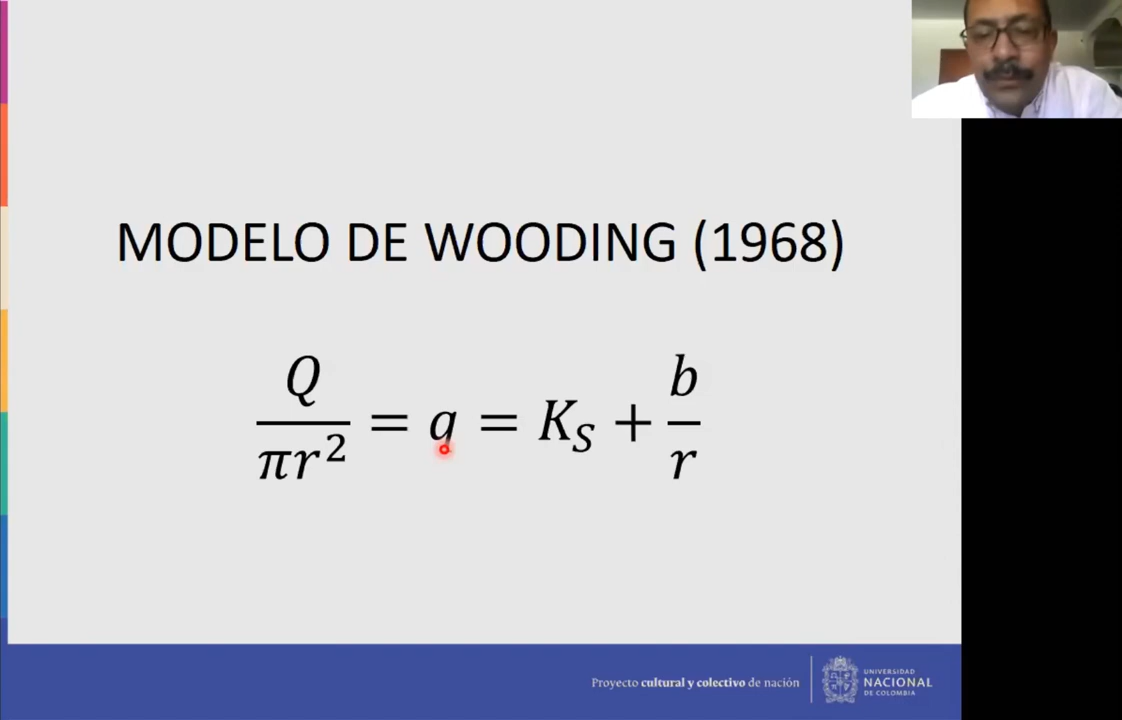 MODELO DE WOODING (1968)
Q/πr² = q = K_S + b/r
Proyecto cultural y colectivo de nación
UNIVERSIDAD
NACIONAL
DE COLOMBIA